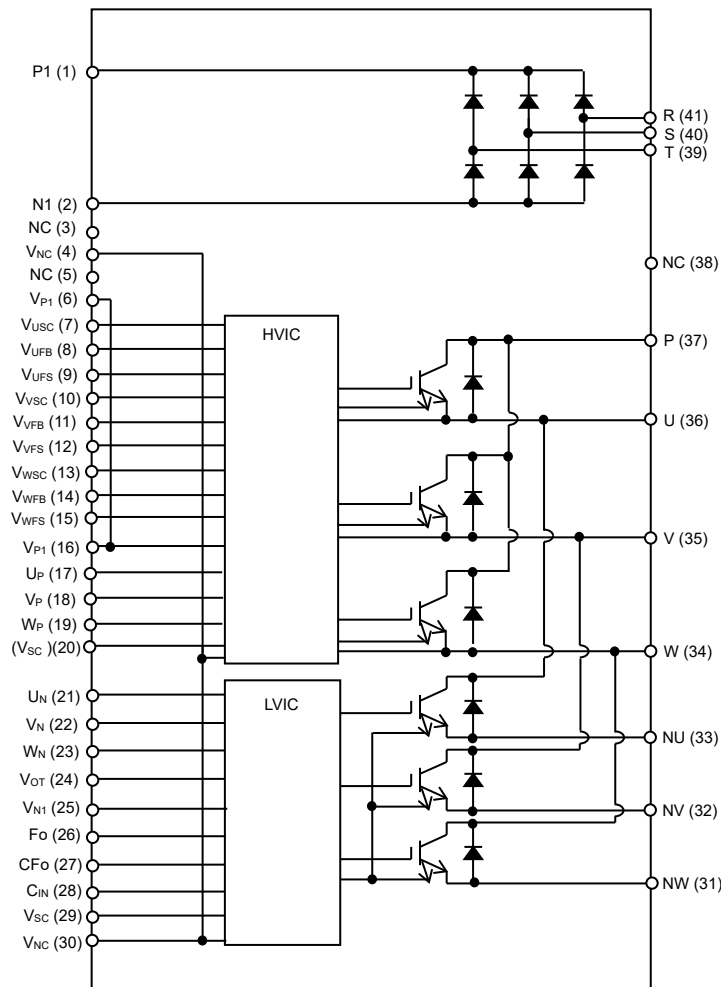 P1 (1)
N1 (2)
NC (3)
VNC (4)
NC (5)
VP1 (6)
VUSC (7)
VUFB (8)
VUFS (9)
VVSC (10)
VVFB (11)
VVFS (12)
VWSC (13)
VWFB (14)
VWFS (15)
VP1 (16)
UP (17)
VP (18)
WP (19)
(VSC )(20)
UN (21)
VN (22)
WN (23)
VOT (24)
VN1 (25)
Fo (26)
CFo (27)
CIN (28)
VSC (29)
VNC (30)
HVIC
LVIC
R (41)
S (40)
T (39)
NC (38)
P (37)
U (36)
V (35)
W (34)
NU (33)
NV (32)
NW (31)